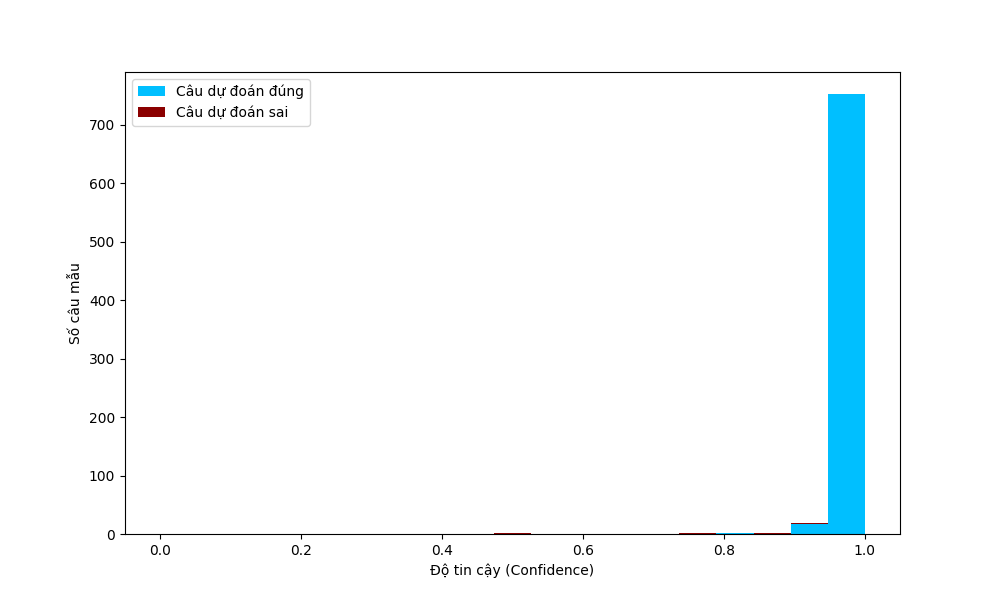 Câu dự đoán đúng
Câu dự đoán sai
700
600
500
400
300
200
100
0
Số câu mẫu
0.0 0.2 0.4 0.6 0.8 1.0
Độ tin cậy (Confidence)